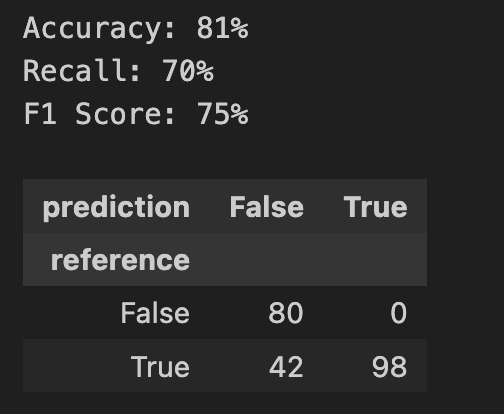 Accuracy: 81%
Recall: 70%
F1 Score: 75%
prediction False True
reference
False 80 0
True 42 98